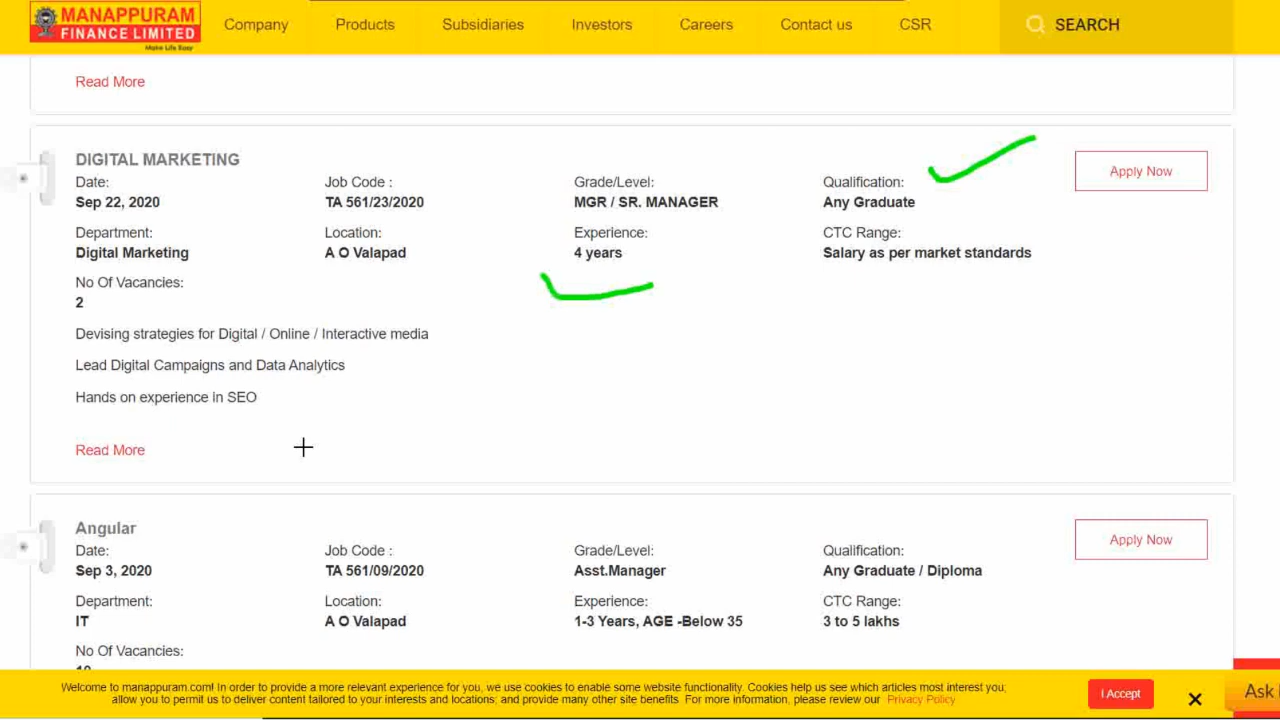 MANAPPURAM
FINANCE LIMITED
Make Life Easy
Company Products Subsidiaries Investors Careers Contact us CSR SEARCH
Read More
DIGITAL MARKETING
Date: Job Code : Grade/Level: Qualification: Apply Now
Sep 22, 2020 TA 561/23/2020 MGR / SR. MANAGER Any Graduate
Department: Location: Experience: CTC Range:
Digital Marketing A O Valapad 4 years Salary as per market standards
No Of Vacancies:
2
Devising strategies for Digital / Online / Interactive media
Lead Digital Campaigns and Data Analytics
Hands on experience in SEO
Read More
Angular
Date: Job Code : Grade/Level: Qualification: Apply Now
Sep 3, 2020 TA 561/09/2020 Asst.Manager Any Graduate / Diploma
Department: Location: Experience: CTC Range:
IT A O Valapad 1-3 Years, AGE -Below 35 3 to 5 lakhs
No Of Vacancies:
Welcome to manappuram.com! In order to provide a more relevant experience for you, we use cookies to enable some website functionality. Cookies help us see which articles most interest you;
allow you to permit us to deliver content tailored to your interests and locations; and provide many other site benefits. For more information, please review our Privacy Policy
I Accept
Ask